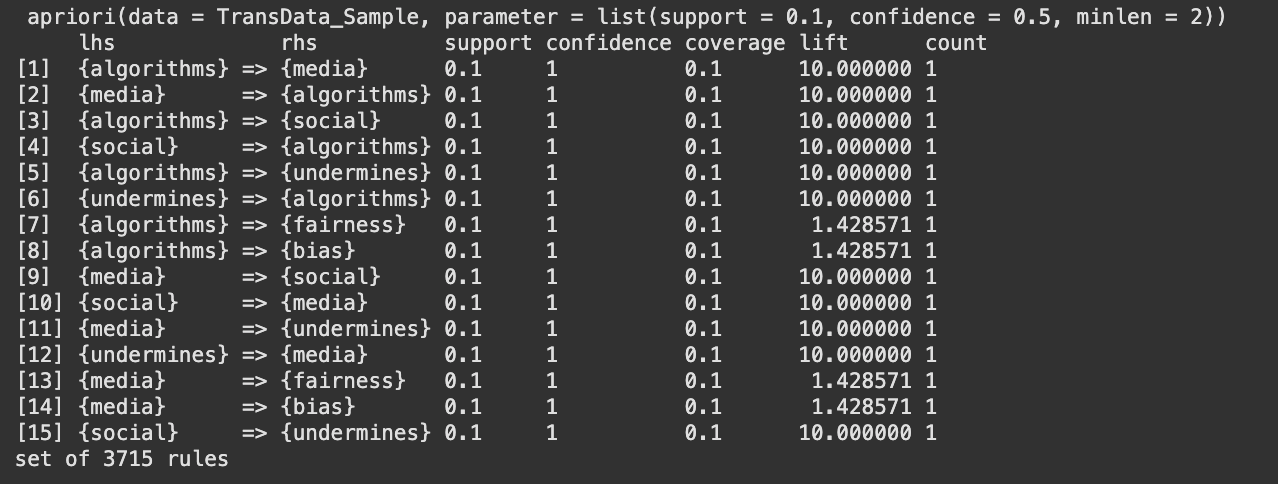 apriori(data = TransData_Sample, parameter = list(support = 0.1, confidence = 0.5, minlen = 2))
     lhs             rhs          support confidence coverage lift      count
[1]  {algorithms} => {media}      0.1     1          0.1      10.000000 1
[2]  {media}      => {algorithms} 0.1     1          0.1      10.000000 1
[3]  {algorithms} => {social}     0.1     1          0.1      10.000000 1
[4]  {social}     => {algorithms} 0.1     1          0.1      10.000000 1
[5]  {algorithms} => {undermines} 0.1     1          0.1      10.000000 1
[6]  {undermines} => {algorithms} 0.1     1          0.1      10.000000 1
[7]  {algorithms} => {fairness}   0.1     1          0.1       1.428571 1
[8]  {algorithms} => {bias}       0.1     1          0.1       1.428571 1
[9]  {media}      => {social}     0.1     1          0.1      10.000000 1
[10] {social}     => {media}      0.1     1          0.1      10.000000 1
[11] {media}      => {undermines} 0.1     1          0.1      10.000000 1
[12] {undermines} => {media}      0.1     1          0.1      10.000000 1
[13] {media}      => {fairness}   0.1     1          0.1       1.428571 1
[14] {media}      => {bias}       0.1     1          0.1       1.428571 1
[15] {social}     => {undermines} 0.1     1          0.1      10.000000 1
set of 3715 rules